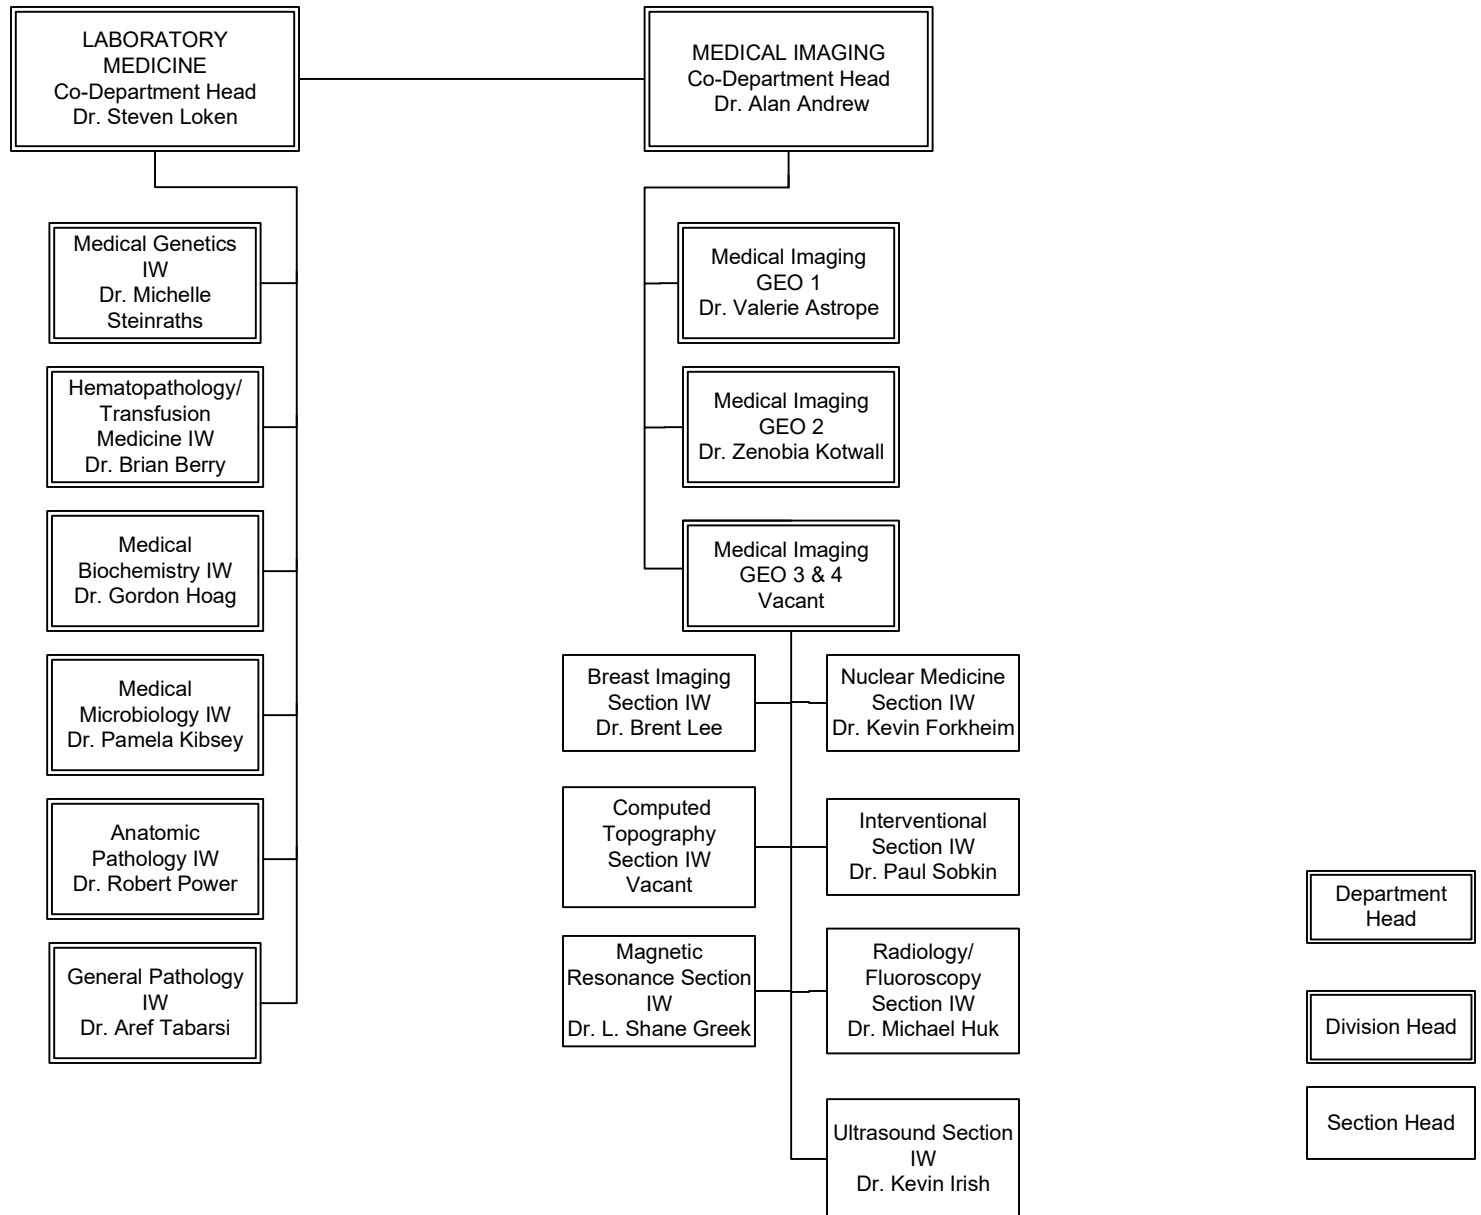 LABORATORY
MEDICINE
Co-Department Head
Dr. Steven Loken
MEDICAL IMAGING
Co-Department Head
Dr. Alan Andrew
Medical Genetics
IW
Dr. Michelle
Steinraths
Hematopathology/
Transfusion
Medicine IW
Dr. Brian Berry
Medical
Biochemistry IW
Dr. Gordon Hoag
Medical
Microbiology IW
Dr. Pamela Kibsey
Anatomic
Pathology IW
Dr. Robert Power
General Pathology
IW
Dr. Aref Tabarsi
Medical Imaging
GEO 1
Dr. Valerie Astrope
Medical Imaging
GEO 2
Dr. Zenobia Kotwall
Medical Imaging
GEO 3 & 4
Vacant
Breast Imaging
Section IW
Dr. Brent Lee
Nuclear Medicine
Section IW
Dr. Kevin Forkheim
Computed
Topography
Section IW
Vacant
Interventional
Section IW
Dr. Paul Sobkin
Magnetic
Resonance Section
IW
Dr. L. Shane Greek
Radiology/
Fluoroscopy
Section IW
Dr. Michael Huk
Ultrasound Section
IW
Dr. Kevin Irish
Department
Head
Division Head
Section Head